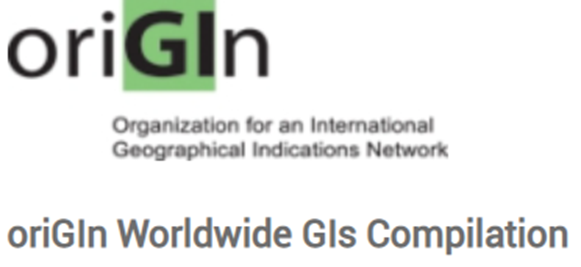 oriGIn
Organization for an International
Geographical Indications Network
oriGIn Worldwide GIs Compilation